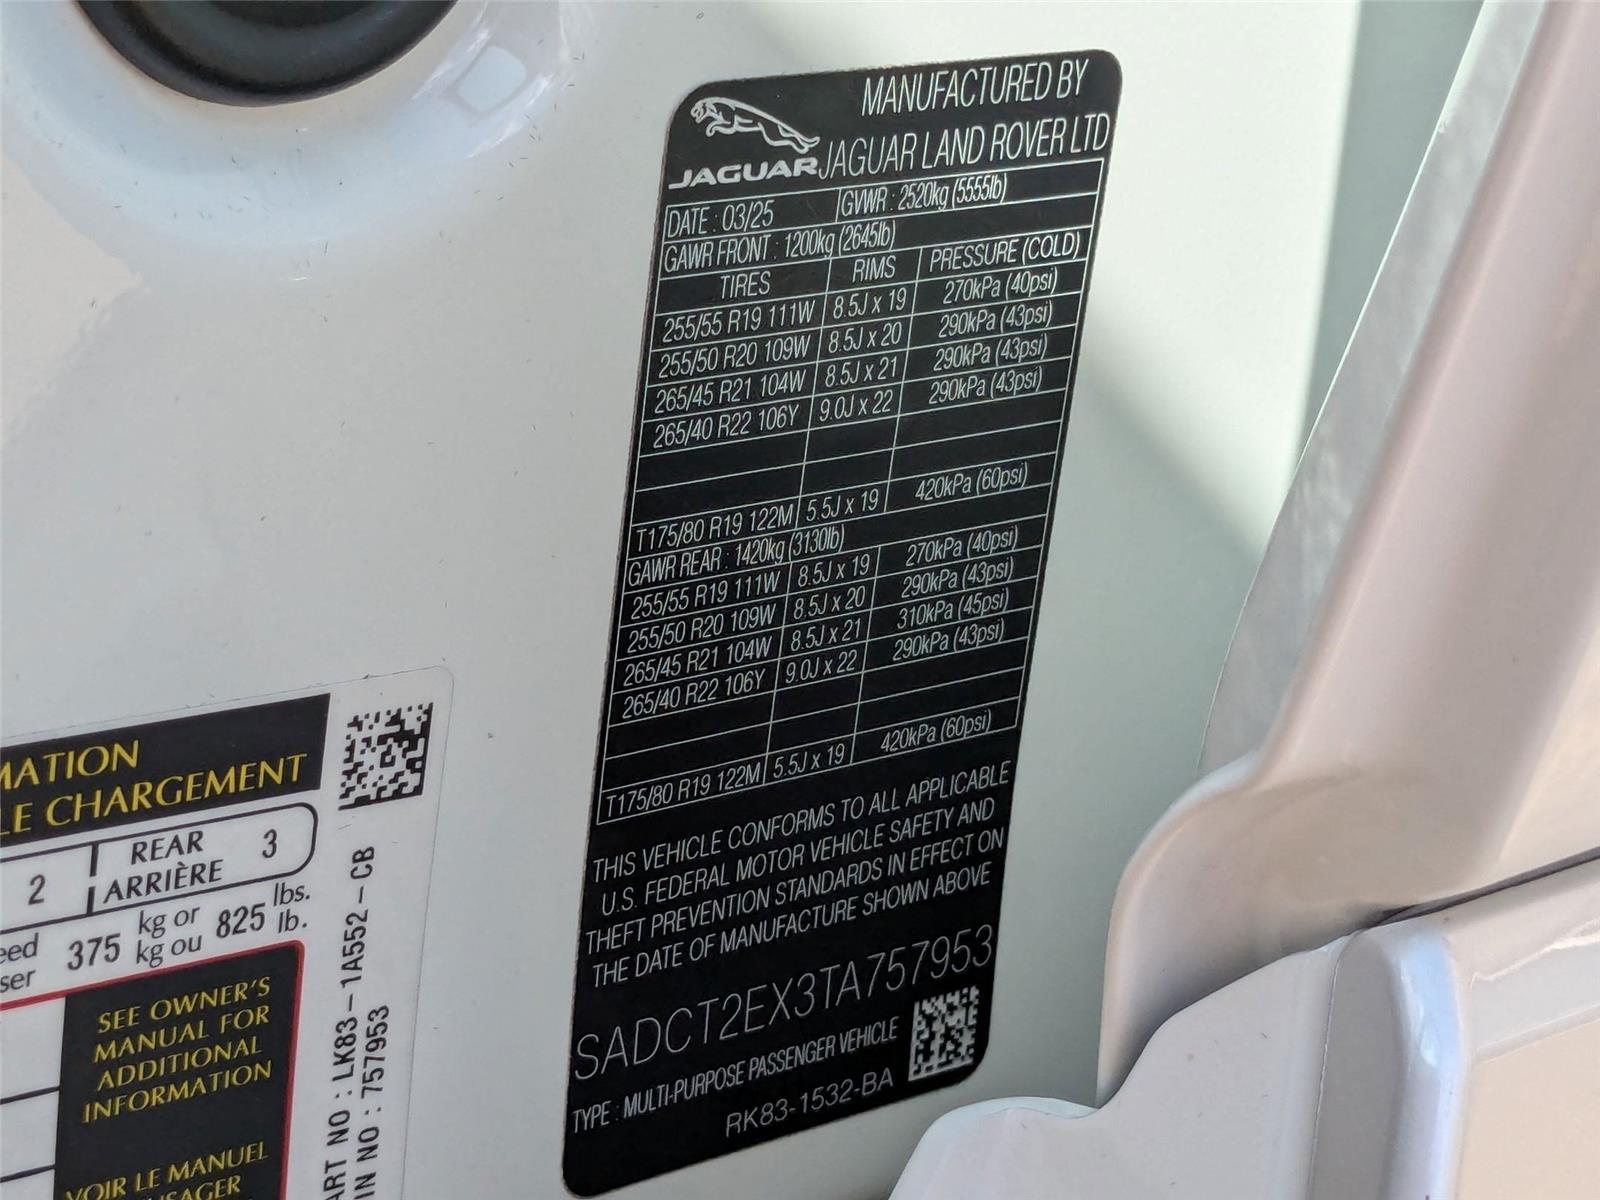 JAGUAR
MANUFACTURED BY
JAGUAR LAND ROVER LTD
DATE : 03/25 GVWR : 2520kg (5555lb)
GAWR FRONT : 1200kg (2645lb)
TIRES RIMS PRESSURE (COLD)
255/55 R19 111W 8.5J x 19 270kPa (40psi)
255/50 R20 109W 8.5J x 20 290kPa (43psi)
265/45 R21 104W 8.5J x 21 290kPa (43psi)
265/40 R22 106Y 9.0J x 22 290kPa (43psi)
T175/80 R19 122M 5.5J x 19 420kPa (60psi)
GAWR REAR : 1420kg (3130lb)
255/55 R19 111W 8.5J x 19 270kPa (40psi)
255/50 R20 109W 8.5J x 20 290kPa (43psi)
265/45 R21 104W 8.5J x 21 310kPa (45psi)
265/40 R22 106Y 9.0J x 22 290kPa (43psi)
T175/80 R19 122M 5.5J x 19 420kPa (60psi)
THIS VEHICLE CONFORMS TO ALL APPLICABLE
U.S. FEDERAL MOTOR VEHICLE SAFETY AND
THEFT PREVENTION STANDARDS IN EFFECT ON
THE DATE OF MANUFACTURE SHOWN ABOVE
SADCT2EX3TA757953
TYPE : MULTI-PURPOSE PASSENGER VEHICLE
RK83-1532-BA
MATION
LE CHARGEMENT
2 REAR 3
ARRIÈRE
eed 375 kg or 825 lbs.
ser kg ou lb.
SEE OWNER'S
MANUAL FOR
ADDITIONAL
INFORMATION
VOIR LE MANUEL
USAGER
ART NO : LK83-1A552-CB
IN NO : 757953